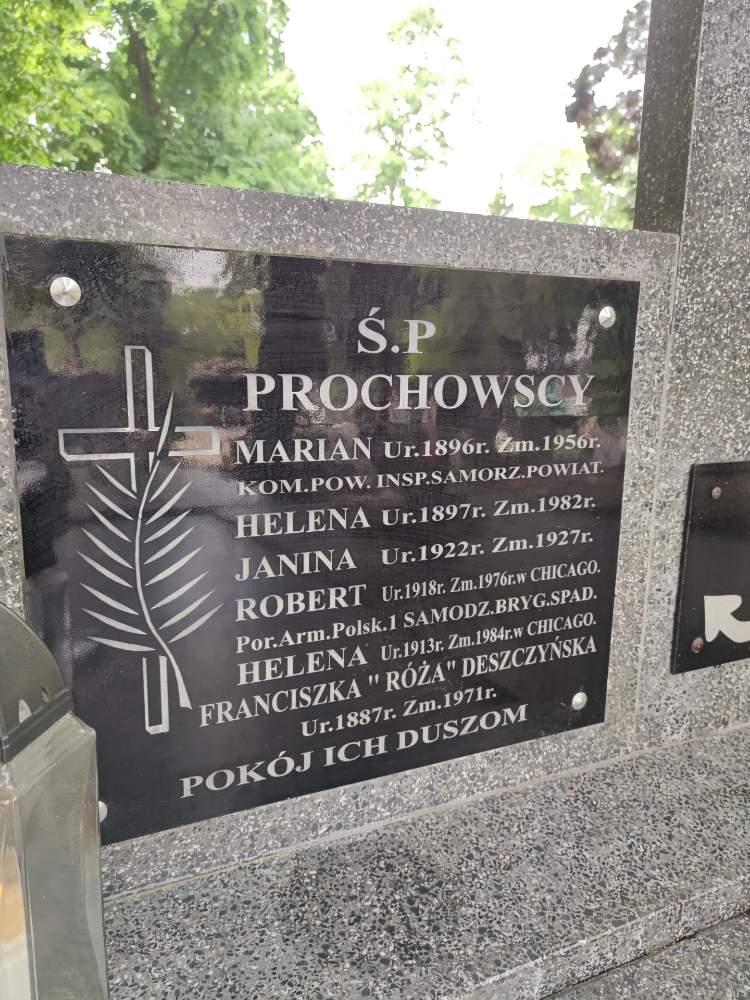 Ś.P
PROCHOWSCY
MARIAN Ur.1896r. Zm.1956r.
KOM.POW. INSP.SAMORZ.POWIAT.
HELENA Ur.1897r. Zm.1982r.
JANINA Ur.1922r. Zm.1927r.
ROBERT Ur.1918r. Zm.1976r.w CHICAGO.
Por.Arm.Polsk.1 SAMODZ.BRYG.SPAD.
HELENA Ur.1913r. Zm.1984r.w CHICAGO.
FRANCISZKA "RÓŻA" DESZCZYŃSKA
Ur.1887r. Zm.1971r.
POKÓJ ICH DUSZOM